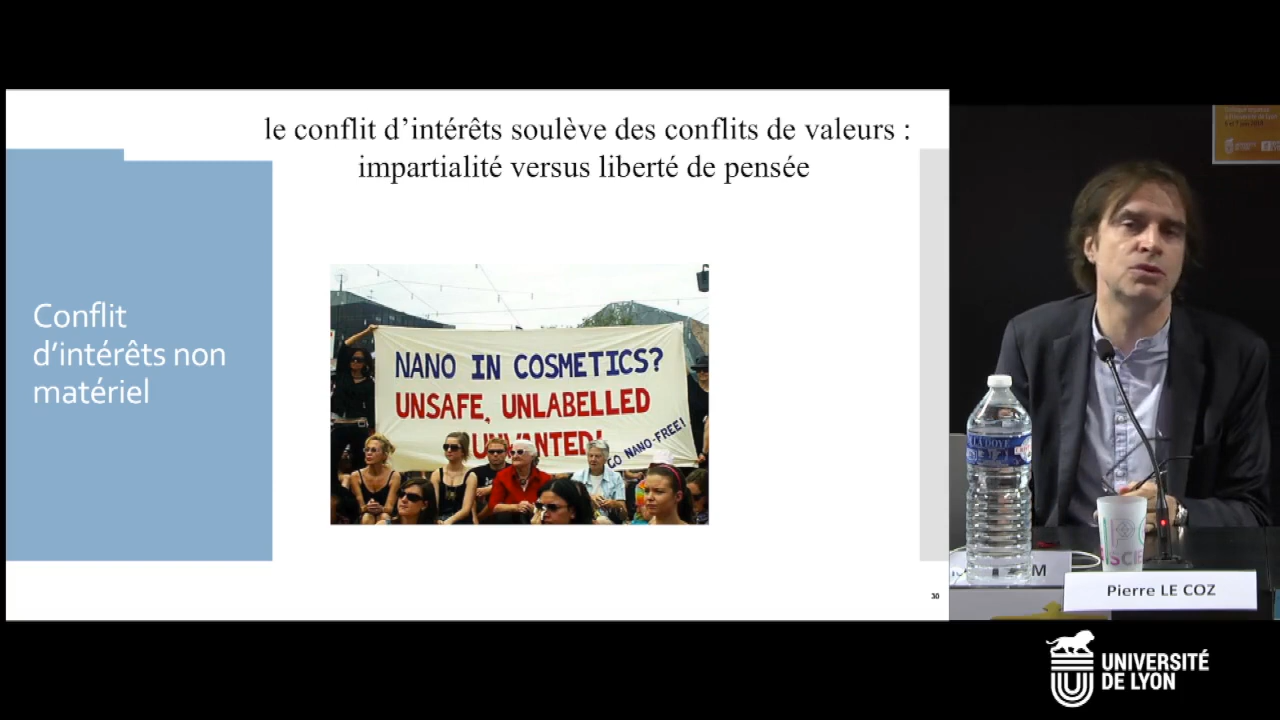 le conflit d’intérêts soulève des conflits de valeurs :
impartialité versus liberté de pensée
Conflit
d’intérêts non
matériel
NANO IN COSMETICS?
UNSAFE, UNLABELLED
UNWANTED!
GO NANO-FREE!
30
Pierre LE COZ
UNIVERSITÉ
DE LYON